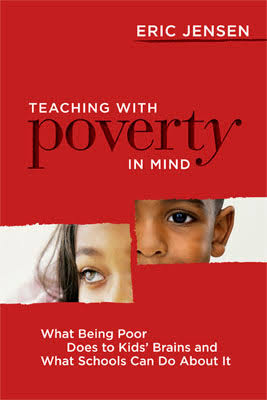 ERIC JENSEN
TEACHING WITH
poverty
IN MIND
What Being Poor
Does to Kids' Brains and
What Schools Can Do About It